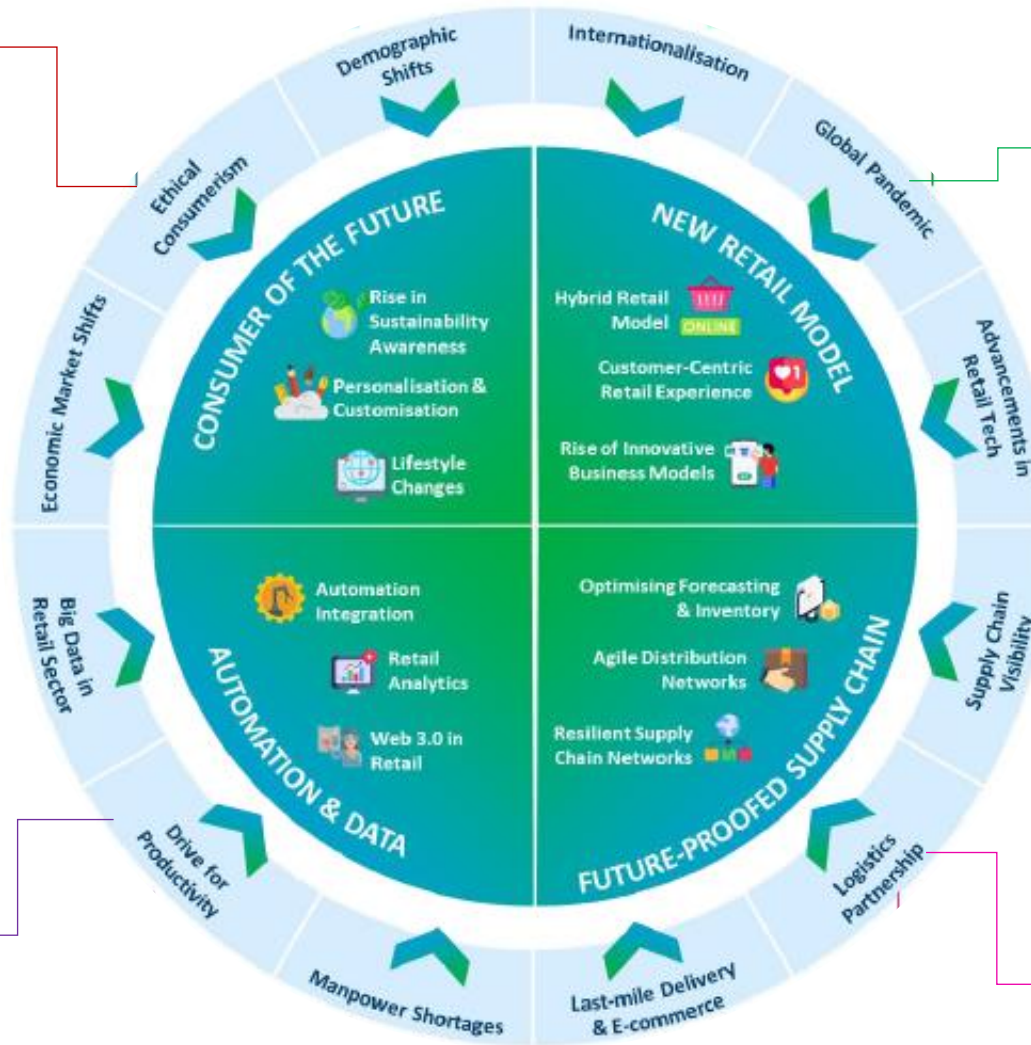 Demographic
Shifts
Internationalisation
Global Pandemic
Advancements in
Retail Tech
Supply Chain
Visibility
Logistics
Partnership
Last-mile Delivery
& E-commerce
Manpower Shortages
Drive for
Productivity
Big Data in
Retail Sector
Economic Market Shifts
Ethical
Consumerism
CONSUMER OF THE FUTURE
Rise in
Sustainability
Awareness
Personalisation &
Customisation
Lifestyle
Changes
NEW RETAIL MODEL
Hybrid Retail
Model
ONLINE
Customer-Centric
Retail Experience
1
Rise of Innovative
Business Models
AUTOMATION & DATA
Automation
Integration
Retail
Analytics
Web 3.0 in
Retail
FUTURE-PROOFED SUPPLY CHAIN
Optimising Forecasting
& Inventory
Agile Distribution
Networks
Resilient Supply
Chain Networks